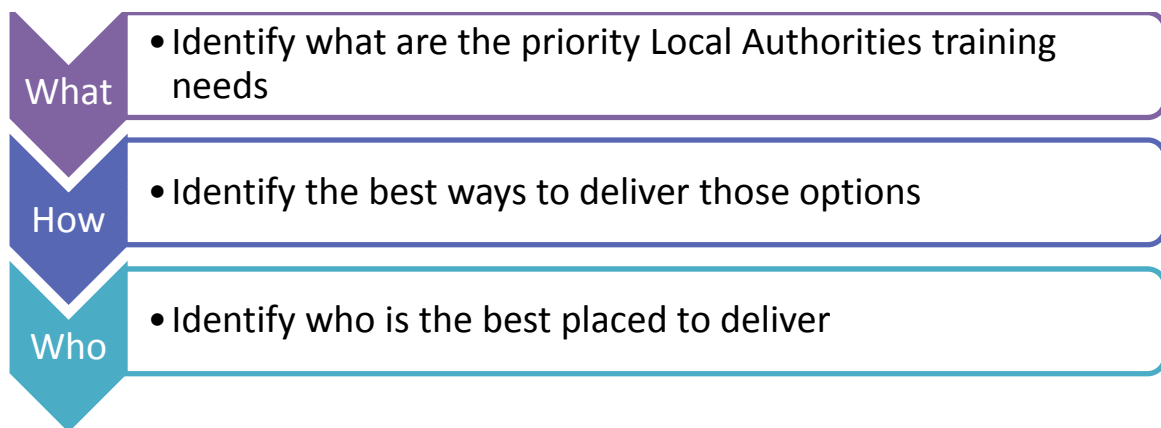 What
• Identify what are the priority Local Authorities training
needs
How
• Identify the best ways to deliver those options
Who
• Identify who is the best placed to deliver